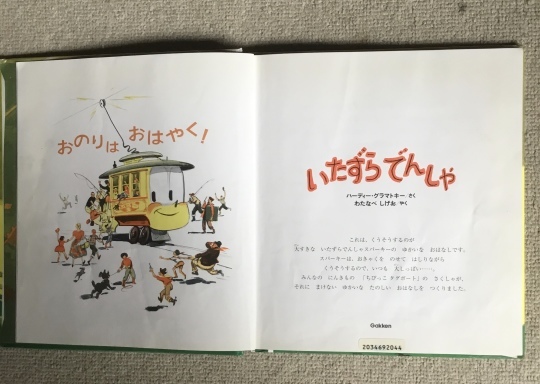 おのりは おはやく!
いたずら でんしゃ
ハーディー・グラマトキー さく
わたなべ しげお やく
これは、くうそうするのが
大すきな いたずらでんしゃスパーキーの ゆかいな おはなしです。
スパーキーは、おきゃくを のせて はしりながら
くうそうするので、いつも 大しっぱい……。
みんなの にんきもの 「ちびっこ タグボート」の さくしゃが、
それに まけない ゆかいな たのしい おはなしを つくりました。
Gakken
2034692044